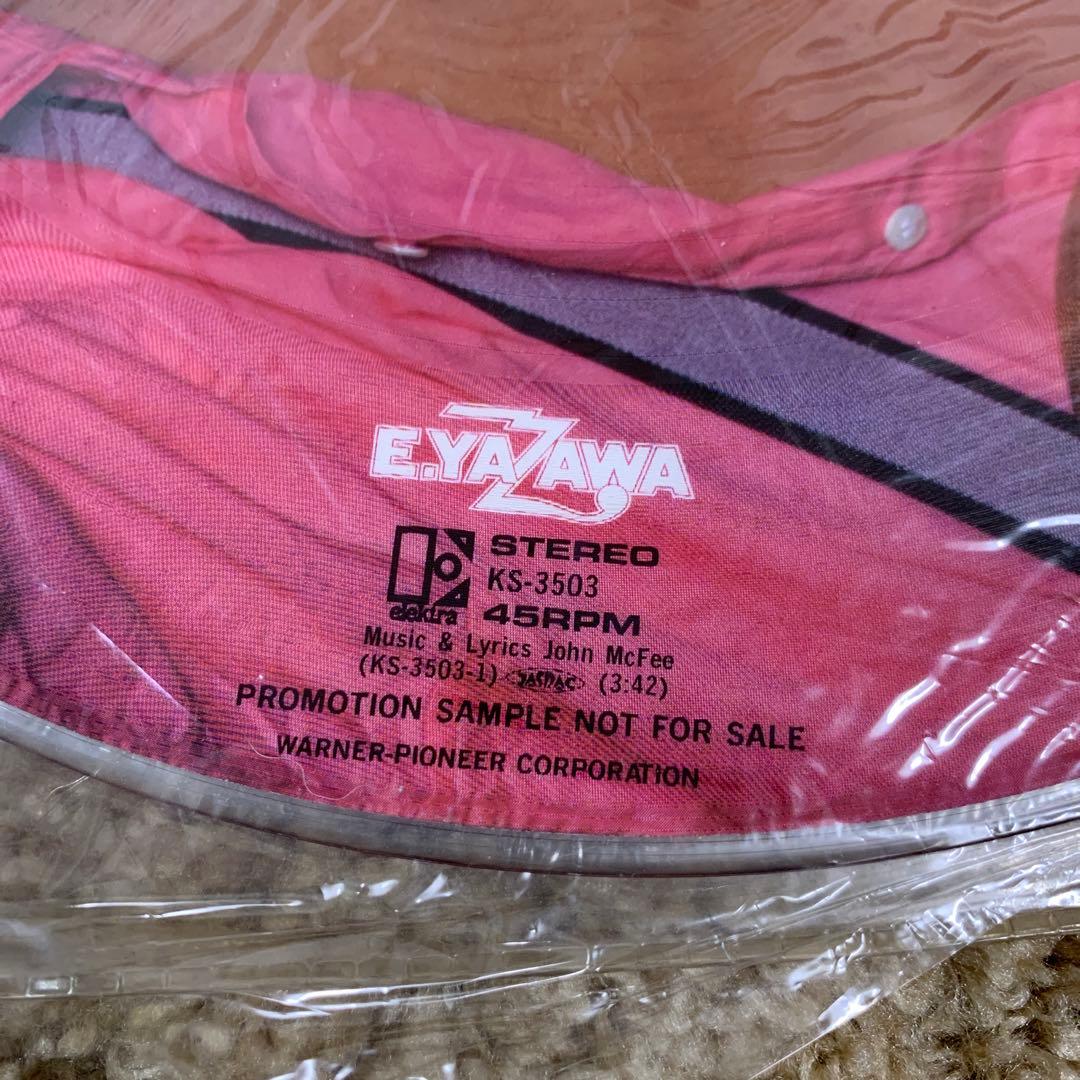 E.YAZAWA
elektra
STEREO
KS-3503
45RPM
Music & Lyrics John McFee
(KS-3503-1) JASRAC (3:42)
PROMOTION SAMPLE NOT FOR SALE
WARNER-PIONEER CORPORATION